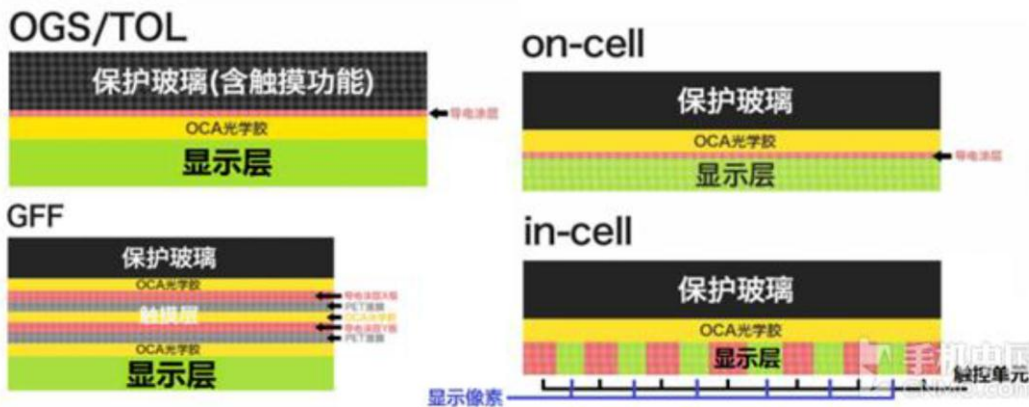 OGS/TOL
保护玻璃(含触摸功能)
导电涂层
OCA光学胶
显示层
on-cell
保护玻璃
OCA光学胶
导电涂层
显示层
GFF
保护玻璃
OCA光学胶
导电涂层X轴
PET薄膜
触摸层
OCA光学胶
导电涂层Y轴
PET薄膜
OCA光学胶
显示层
in-cell
保护玻璃
OCA光学胶
显示层
手机中国
CNMO.com
触控单元
显示像素